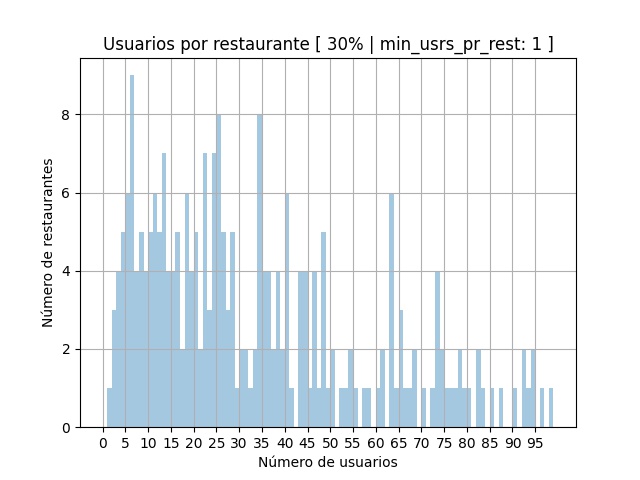 Usuarios por restaurante [ 30% | min_usrs_pr_rest: 1 ]
Número de restaurantes
8
6
4
2
0
0 5 10 15 20 25 30 35 40 45 50 55 60 65 70 75 80 85 90 95
Número de usuarios